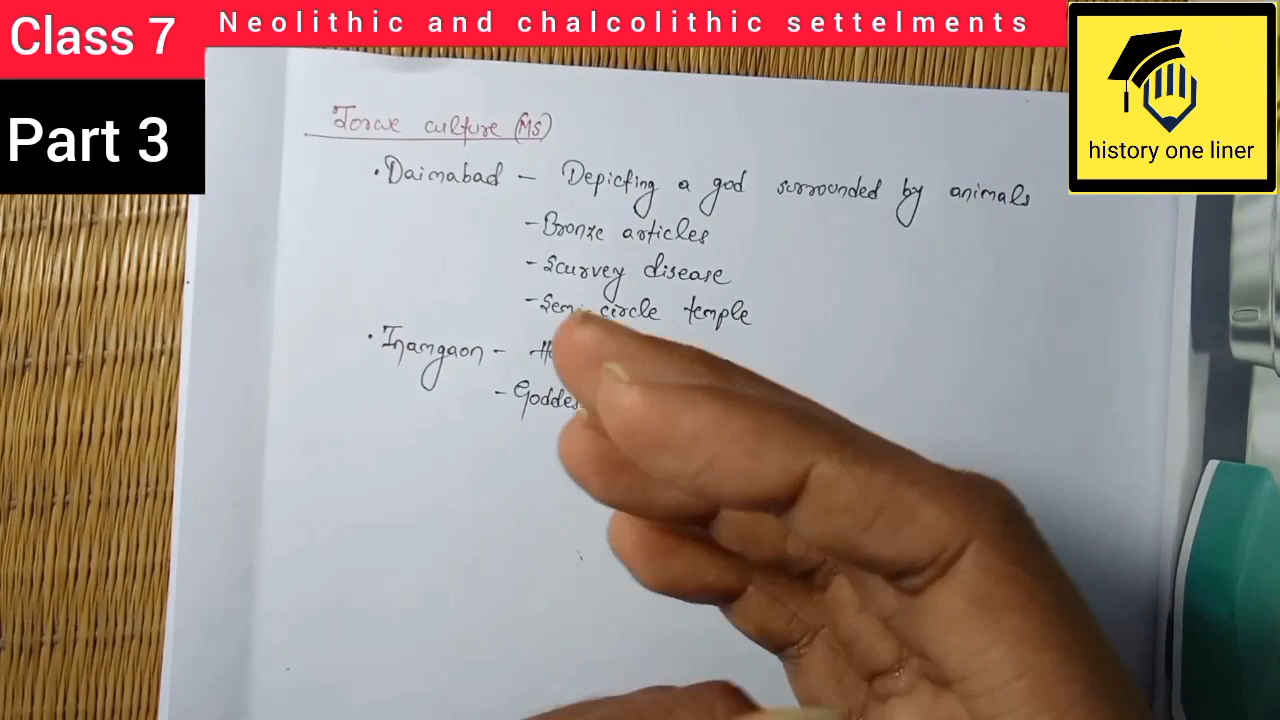 Class 7
Neolithic and chalcolithic settelments
Part 3
history one liner
Jorwe culture (MS)
• Daimabad – Depicting a god surrounded by animals
– Bronze articles
– Scurvey disease
– Semi circle temple
• Inamgaon –
–